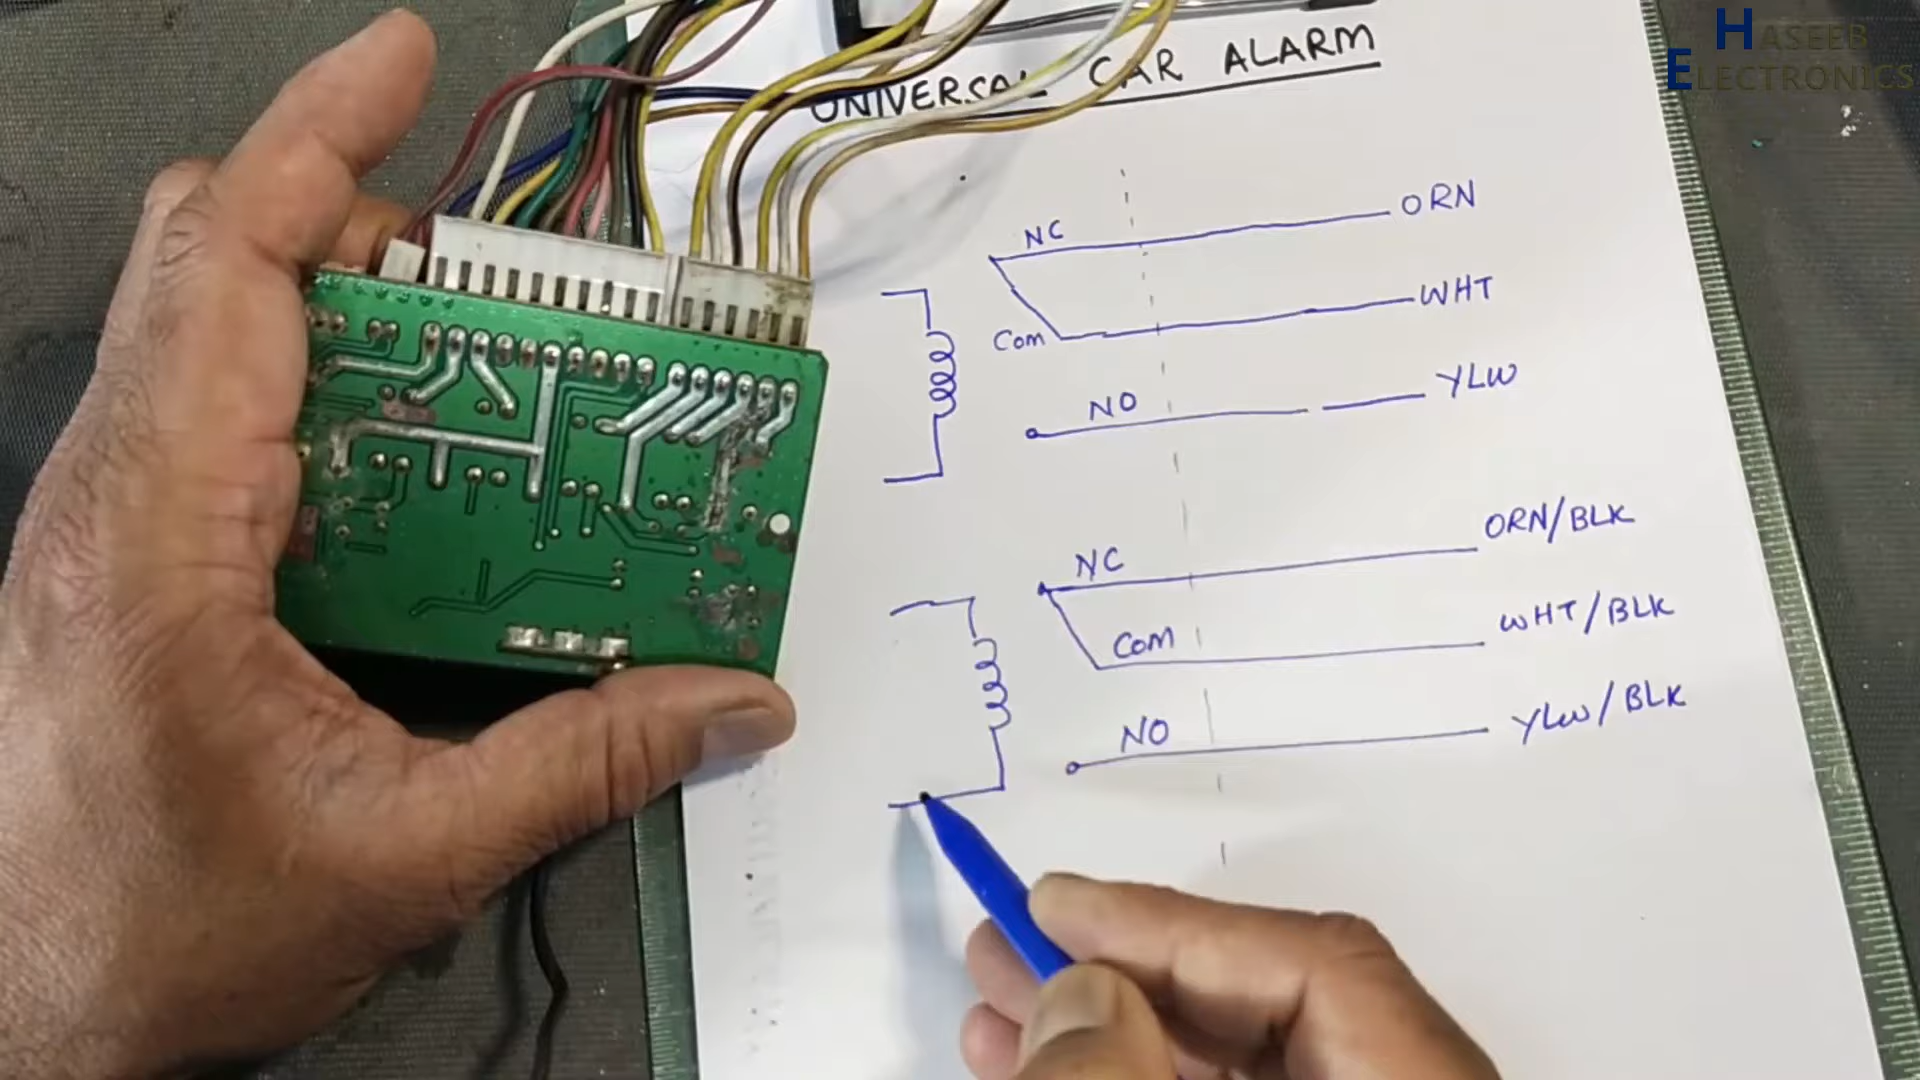 HASEEB
ELECTRONICS
UNIVERSAL CAR ALARM
NC ORN
Com WHT
NO YLW
NC ORN/BLK
COM WHT/BLK
NO YLW/BLK